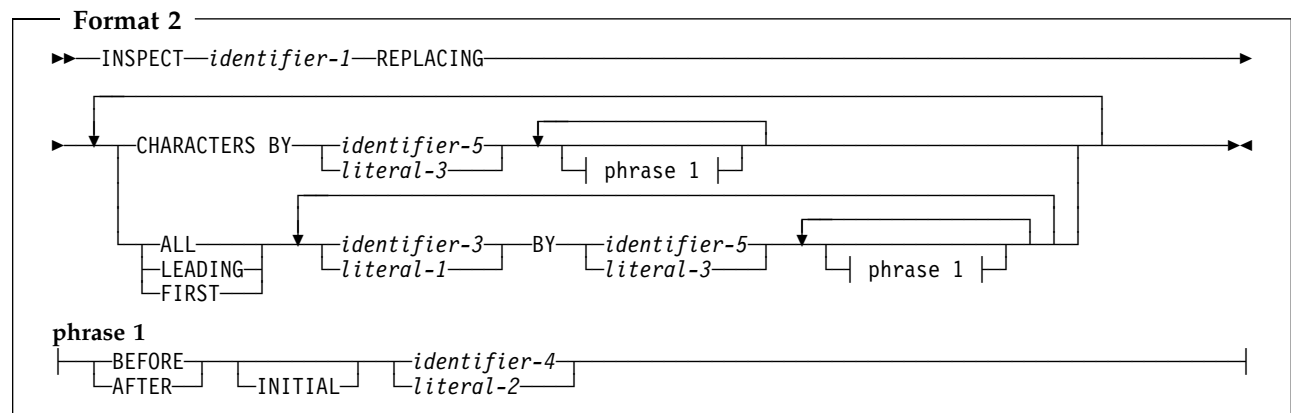 Format 2
INSPECT identifier-1 REPLACING
CHARACTERS BY identifier-5
literal-3
phrase 1
ALL identifier-3 BY identifier-5
LEADING literal-1 literal-3
phrase 1
FIRST
phrase 1
BEFORE identifier-4
AFTER INITIAL literal-2